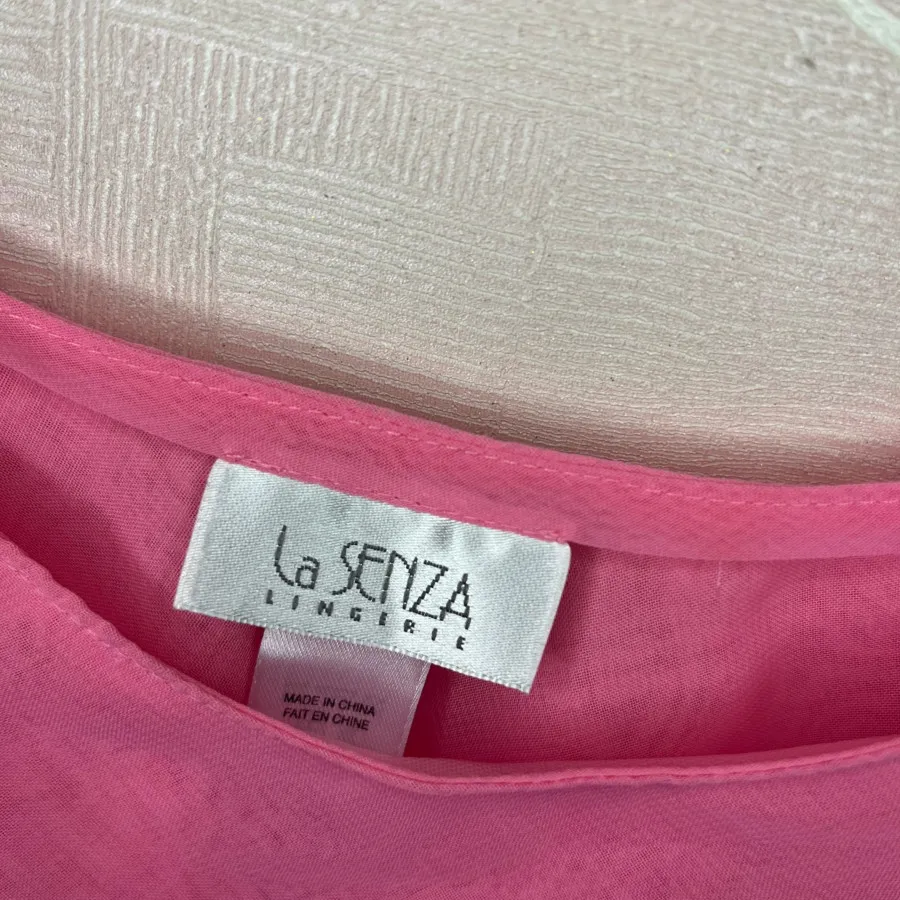 La SENZA
LINGERIE
MADE IN CHINA
FAIT EN CHINE